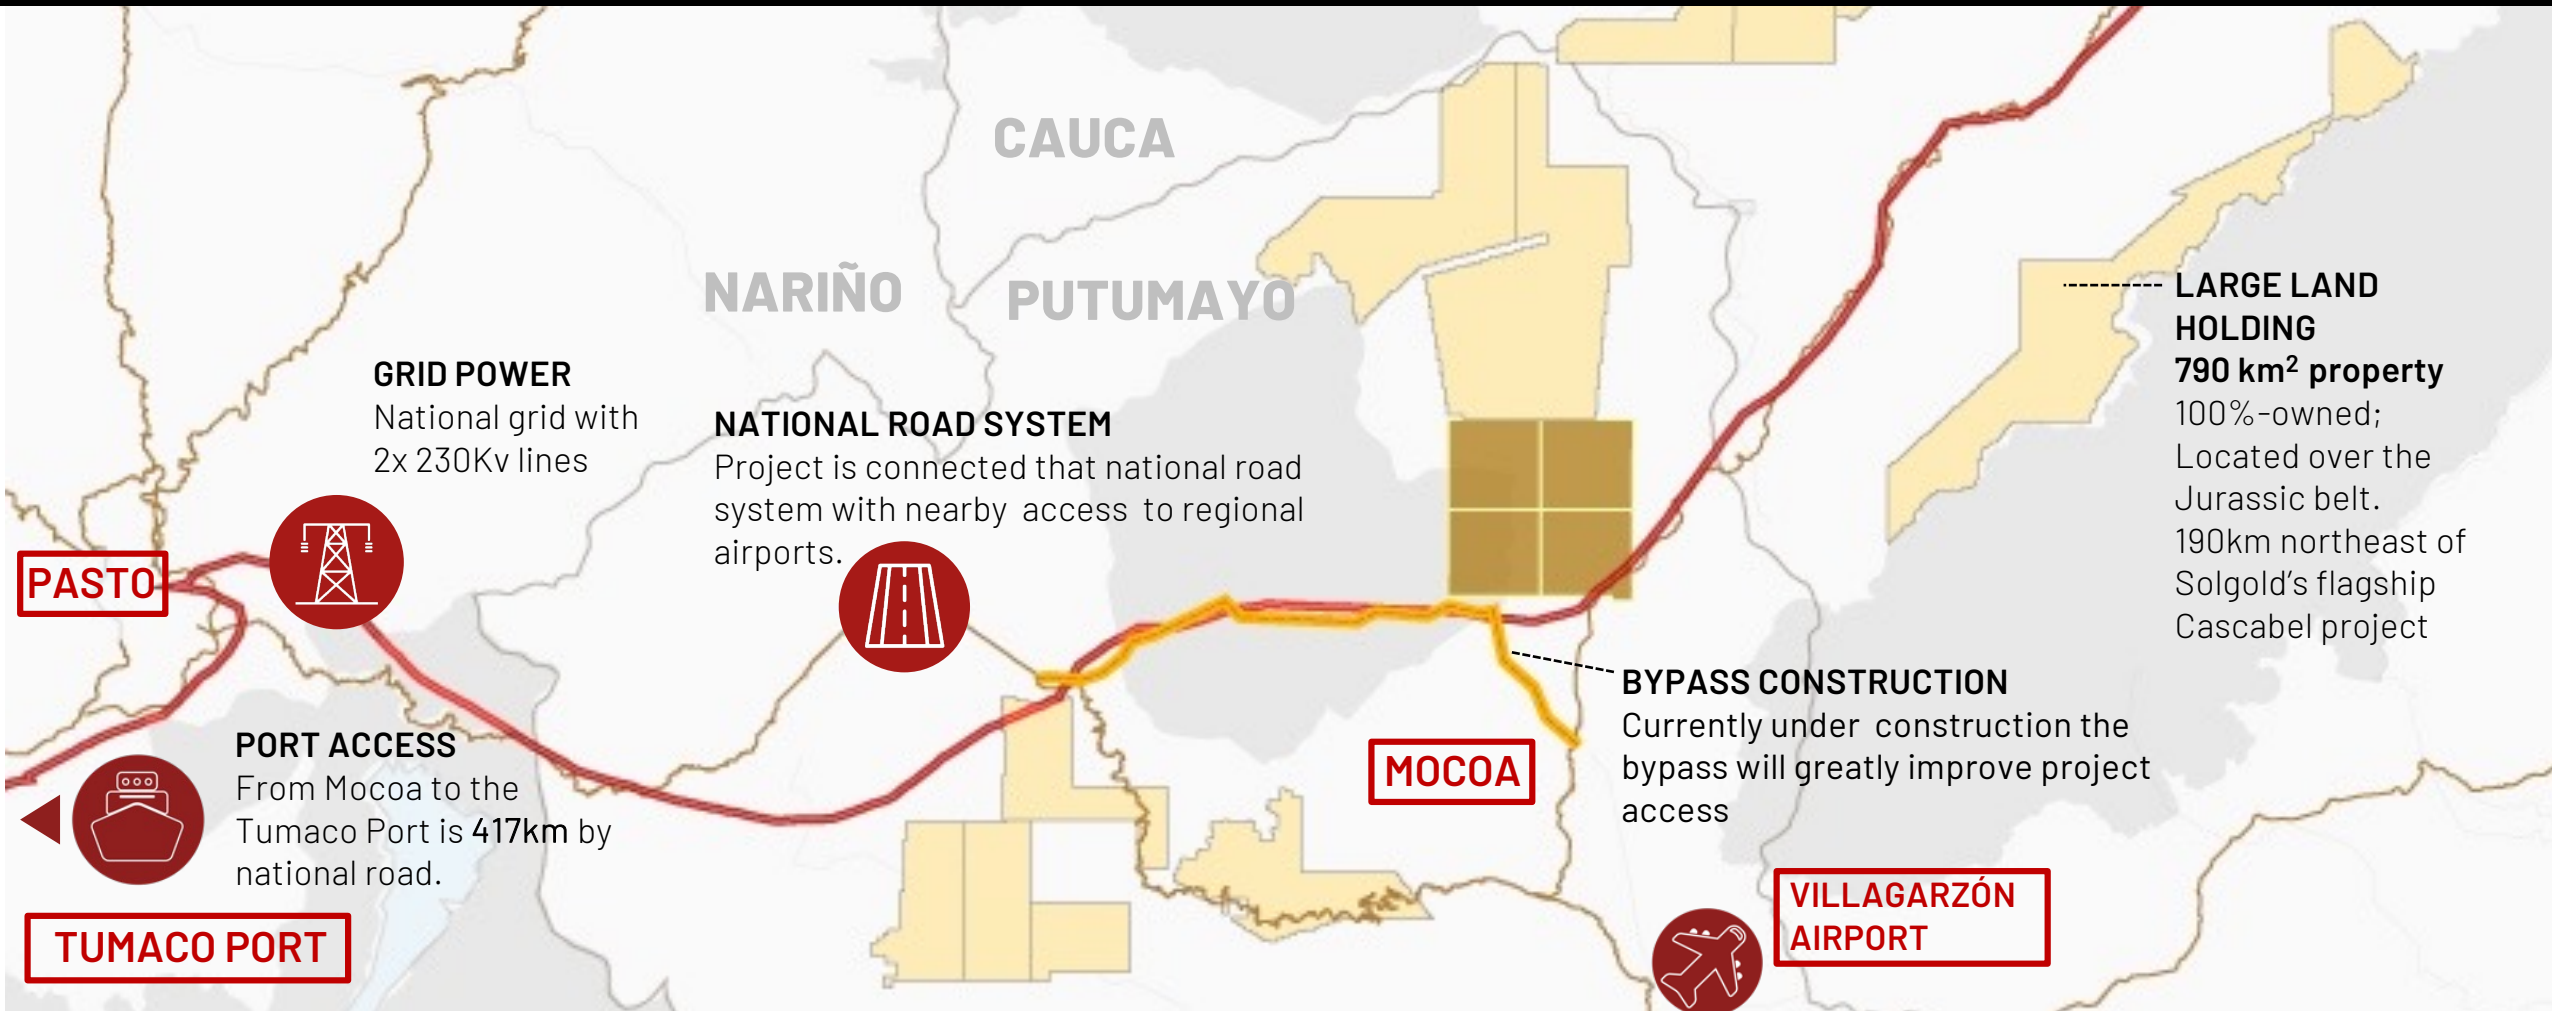 CAUCA
NARIÑO
PUTUMAYO
GRID POWER
National grid with
2x 230Kv lines
NATIONAL ROAD SYSTEM
Project is connected that national road
system with nearby access to regional
airports.
LARGE LAND
HOLDING
790 km² property
100%-owned;
Located over the
Jurassic belt.
190km northeast of
Solgold's flagship
Cascabel project
PASTO
BYPASS CONSTRUCTION
Currently under construction the
bypass will greatly improve project
access
MOCOA
PORT ACCESS
From Mocoa to the
Tumaco Port is 417km by
national road.
TUMACO PORT
VILLAGARZÓN
AIRPORT